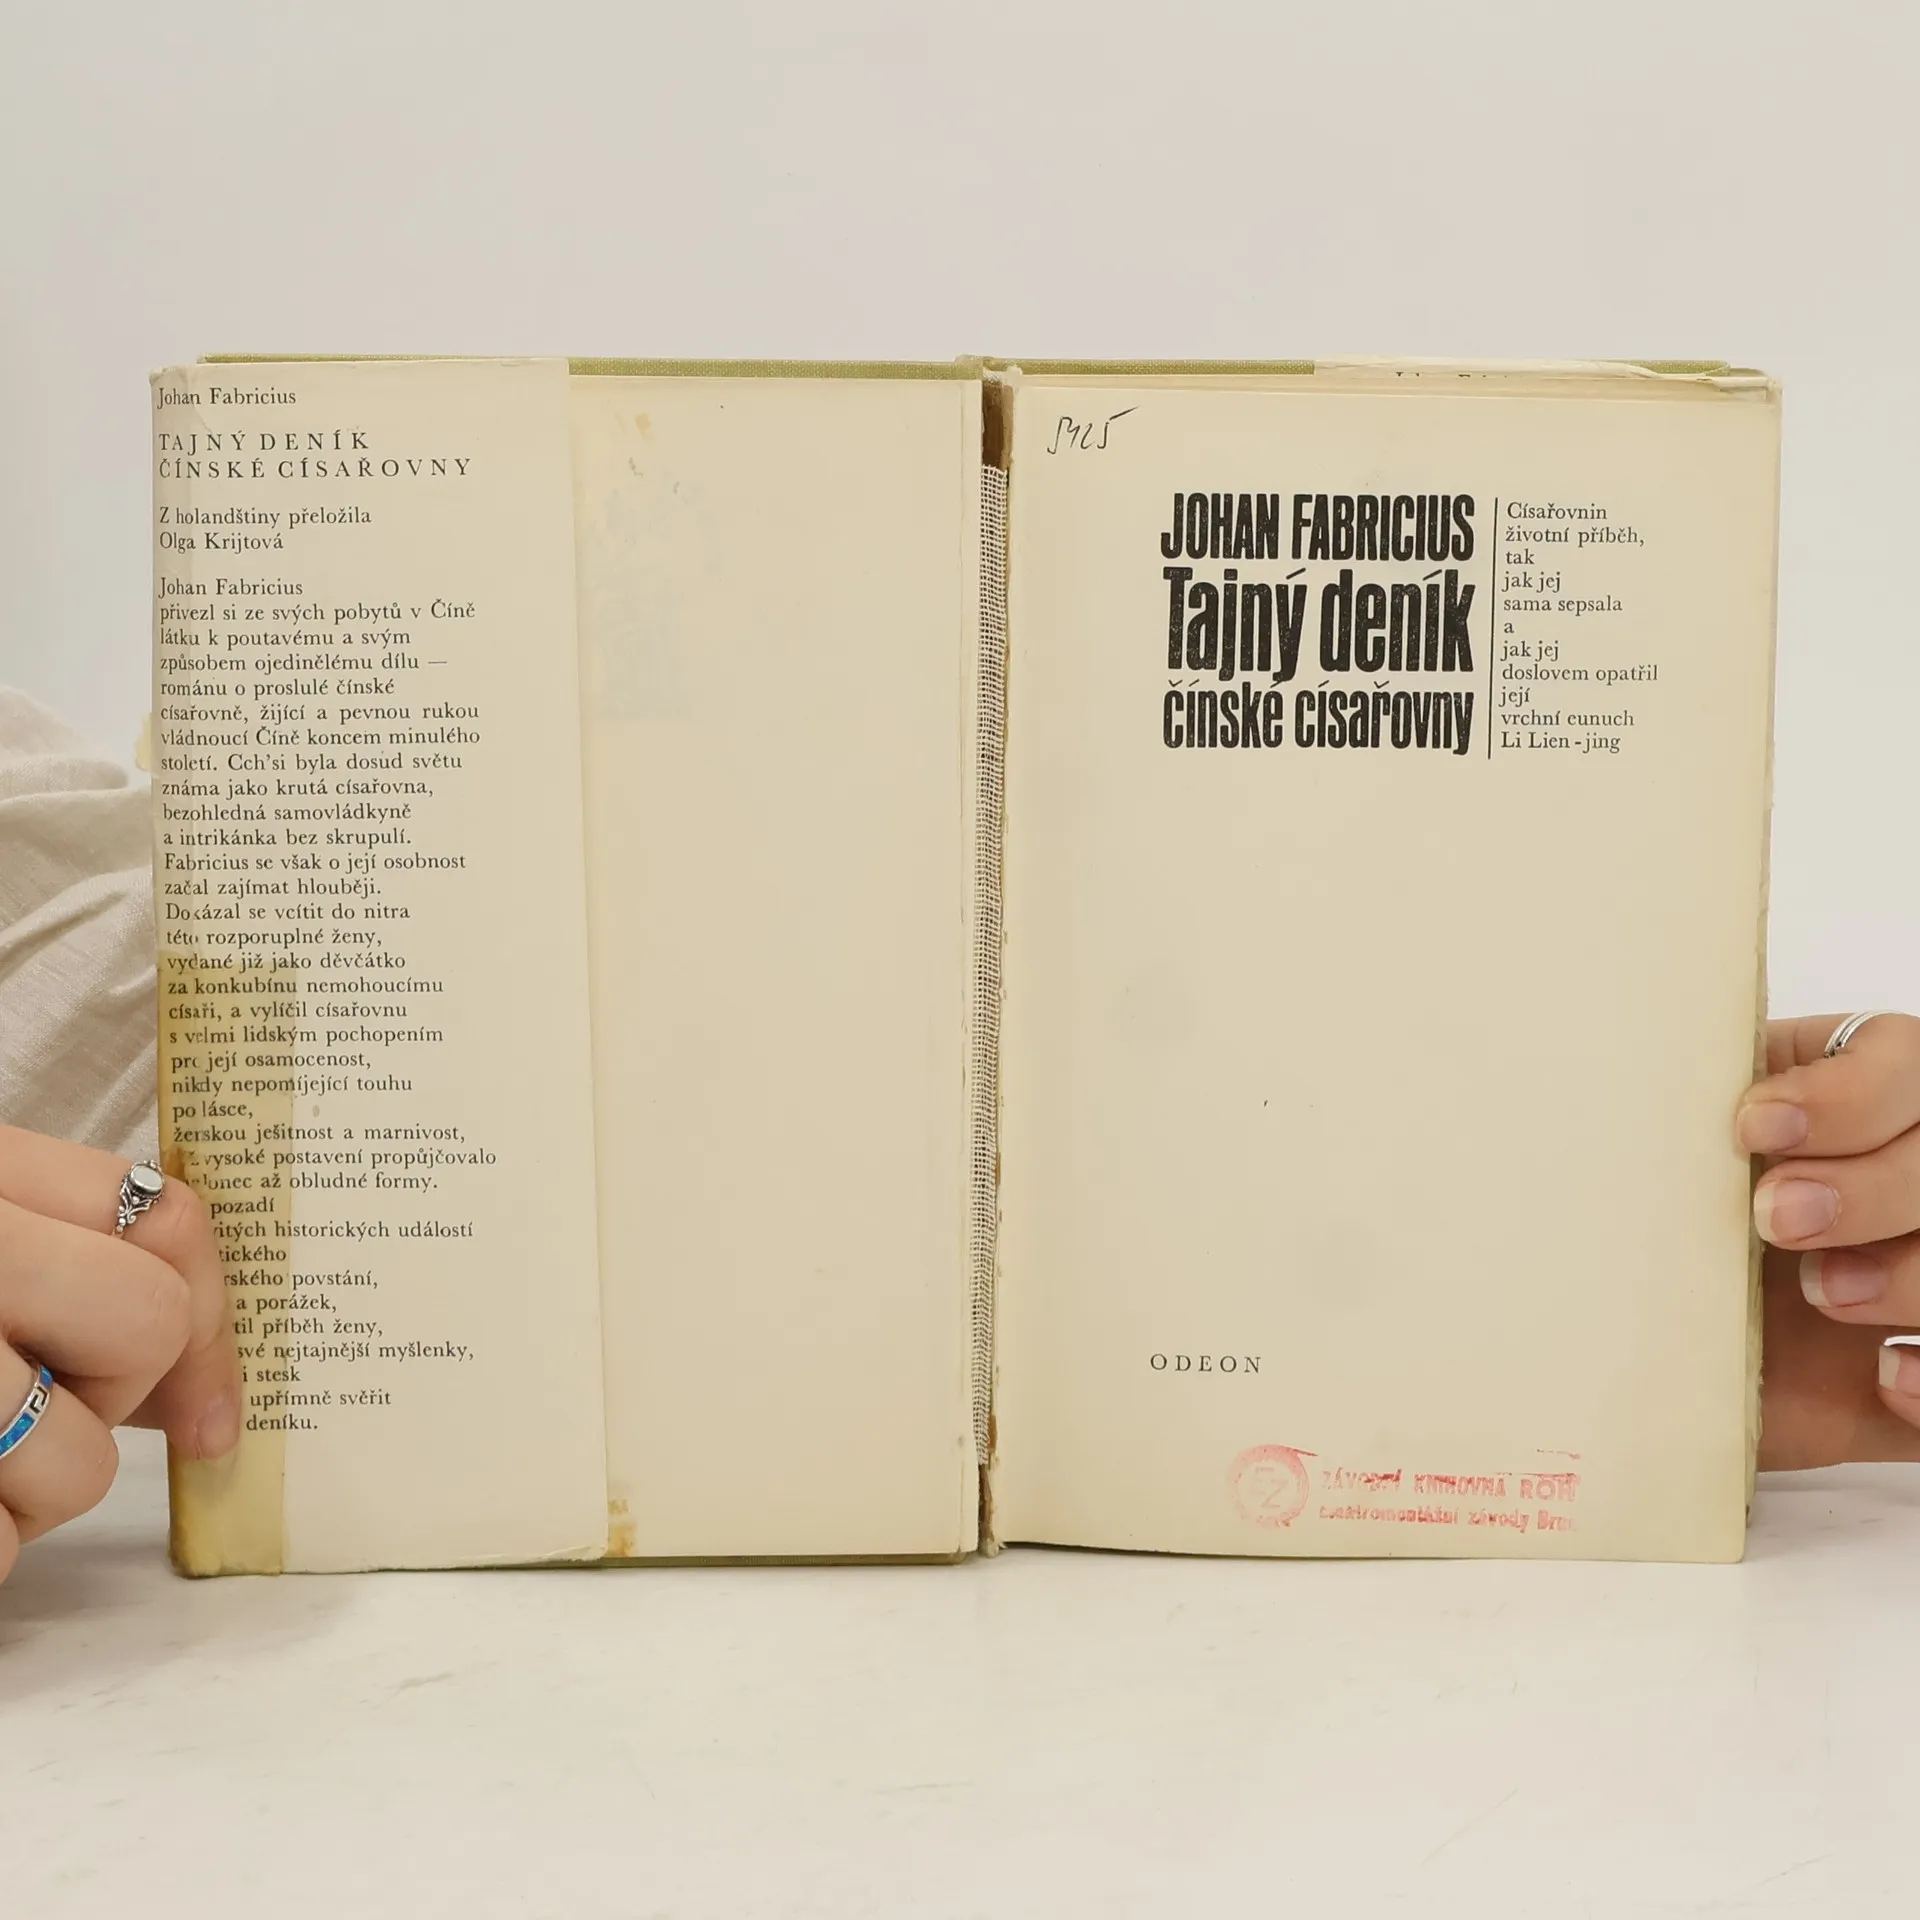 Johan Fabricius
TAJNÝ DENÍK
ČÍNSKÉ CÍSAŘOVNY
Z holandštiny přeložila
Olga Krijtová
Johan Fabricius
přivezl si ze svých pobytů v Číně
látku k poutavému a svým
způsobem ojedinělému dílu —
románu o proslulé čínské
císařovně, žijící a pevnou rukou
vládnoucí Číně koncem minulého
století. Cch'si byla dosud světu
známa jako krutá císařovna,
bezohledná samovládkyně
a intrikánka bez skrupulí.
Fabricius se však o její osobnost
začal zajímat hlouběji.
Dokázal se vcítit do nitra
této rozporuplné ženy,
vydané již jako děvčátko
za konkubínu nemohoucímu
císaři, a vylíčil císařovnu
s velmi lidským pochopením
pro její osamocenost,
nikdy nepomíjející touhu
po lásce,
ženskou ješitnost a marnivost,
vysoké postavení propůjčovalo
až obludné formy.
pozadí
historických událostí
povstání,
a porážek,
příběh ženy,
své nejtajnější myšlenky,
i stesk
upřímně svěřit
deníku.
5425
JOHAN FABRICIUS
Tajný deník
čínské císařovny
Císařovnin
životní příběh,
tak
jak jej
sama sepsala
a
jak jej
doslovem opatřil
její
vrchní eunuch
Li Lien-jing
ODEON
EZ
ZÁVODNÍ KNIHOVNA ROH
Elektromontážní závody